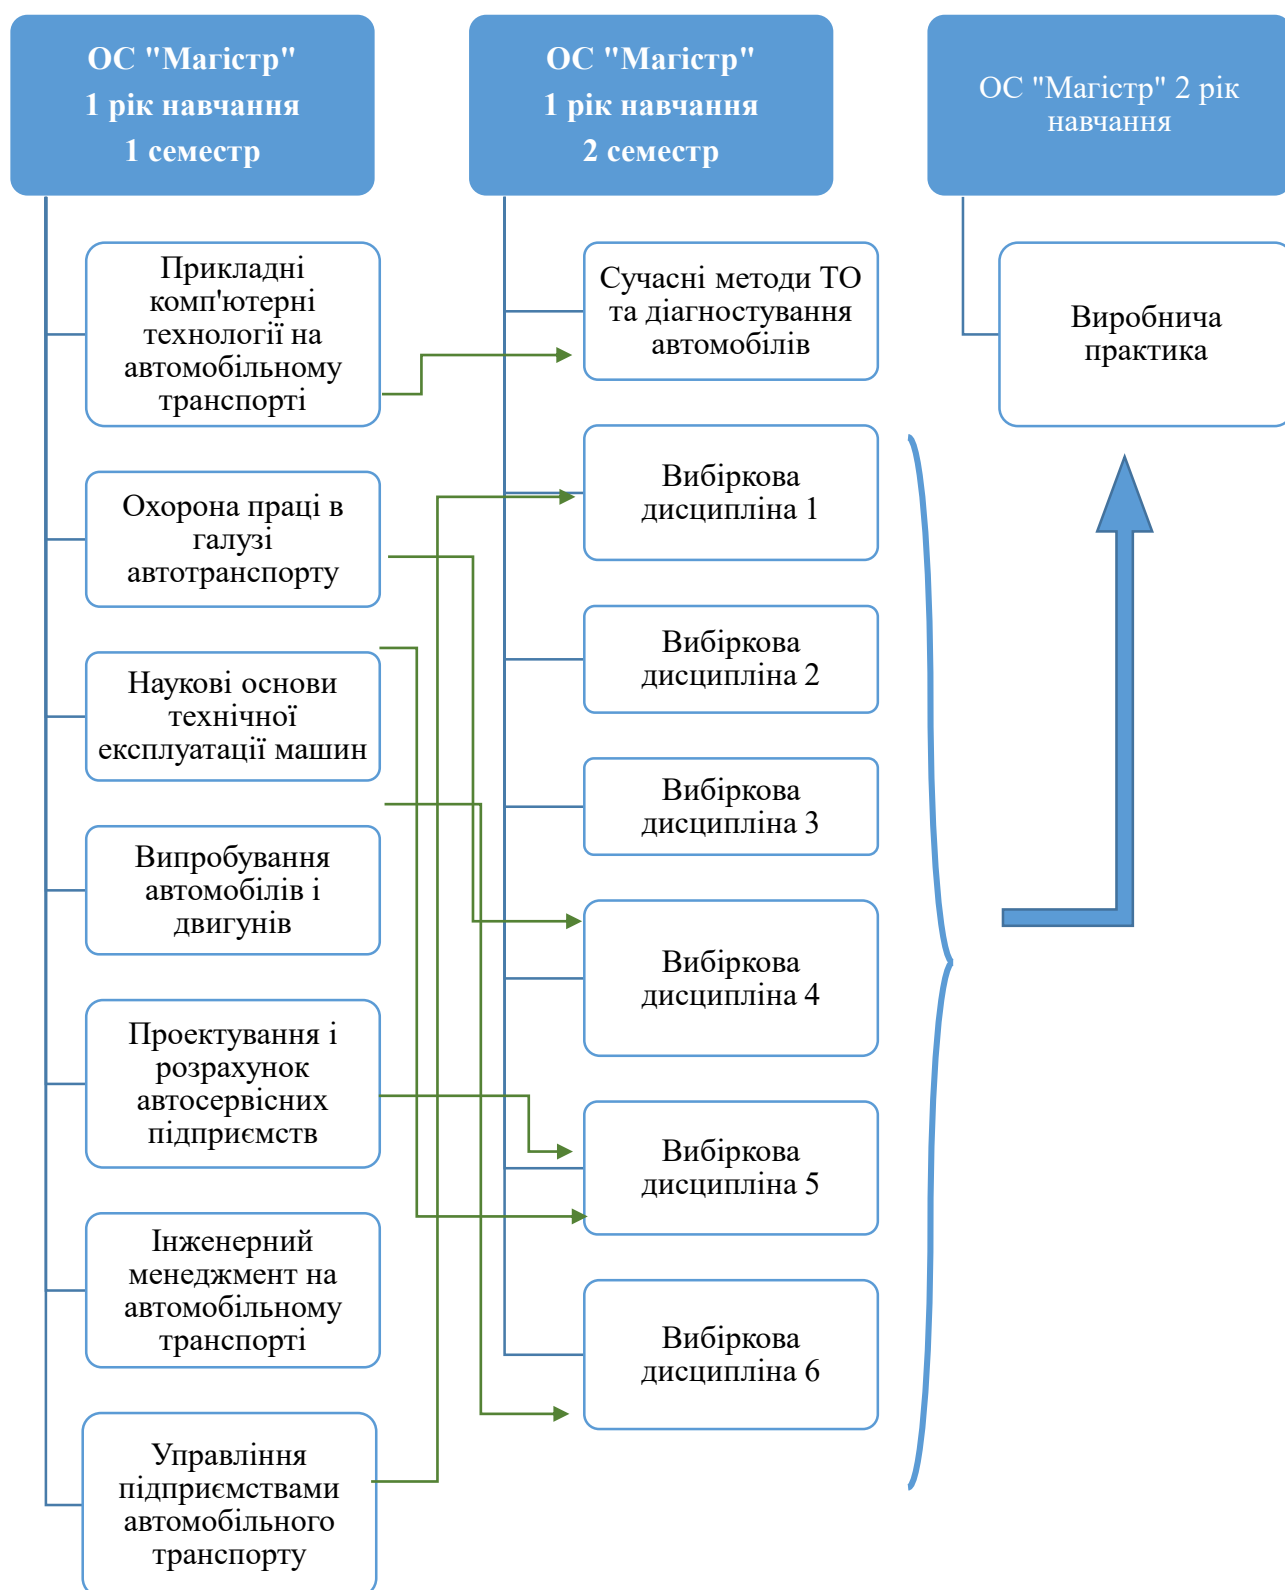 ОС "Магістр"
1 рік навчання
1 семестр
Прикладні
комп'ютерні
технології на
автомобільному
транспорті
Охорона праці в
галузі
автотранспорту
Наукові основи
технічної
експлуатації машин
Випробування
автомобілів і
двигунів
Проектування і
розрахунок
автосервісних
підприємств
Інженерний
менеджмент на
автомобільному
транспорті
Управління
підприємствами
автомобільного
транспорту
ОС "Магістр"
1 рік навчання
2 семестр
Сучасні методи ТО
та діагностування
автомобілів
Вибіркова
дисципліна 1
Вибіркова
дисципліна 2
Вибіркова
дисципліна 3
Вибіркова
дисципліна 4
Вибіркова
дисципліна 5
Вибіркова
дисципліна 6
ОС "Магістр" 2 рік
навчання
Виробнича
практика